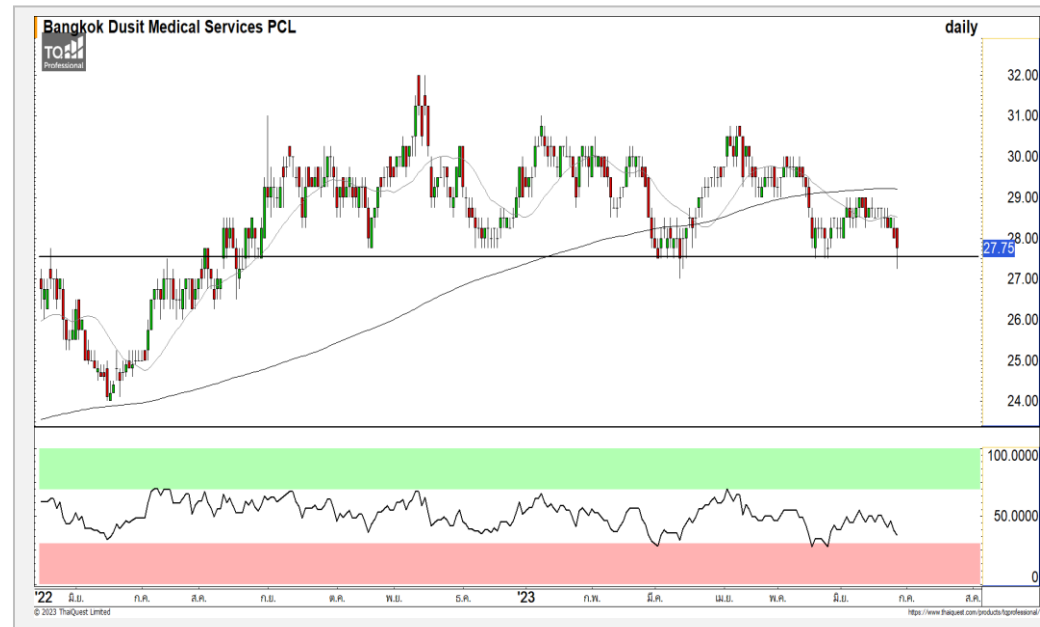 Bangkok Dusit Medical Services PCL
daily
TQ
Professional
32.00
31.00
30.00
29.00
28.00
27.75
27.00
26.00
25.00
24.00
100.0000
50.0000
0
'22 มิ.ย. ก.ค. ส.ค. ก.ย. ต.ค. พ.ย. ธ.ค. '23 ก.พ. มี.ค. เม.ย. พ.ค. มิ.ย. ก.ค. ส.ค.
© 2023 ThaiQuest Limited
https://www.thaiquest.com/products/tqprofessional/